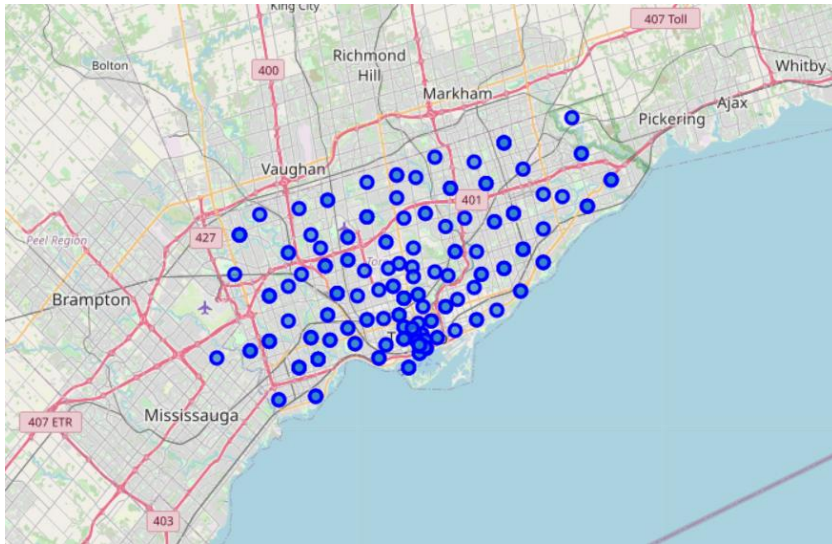 King City
407 Toll
Bolton
400
Richmond
Hill
Whitby
Markham
Ajax
Pickering
Vaughan
401
427
Peel Region
Brampton
Mississauga
407 ETR
403